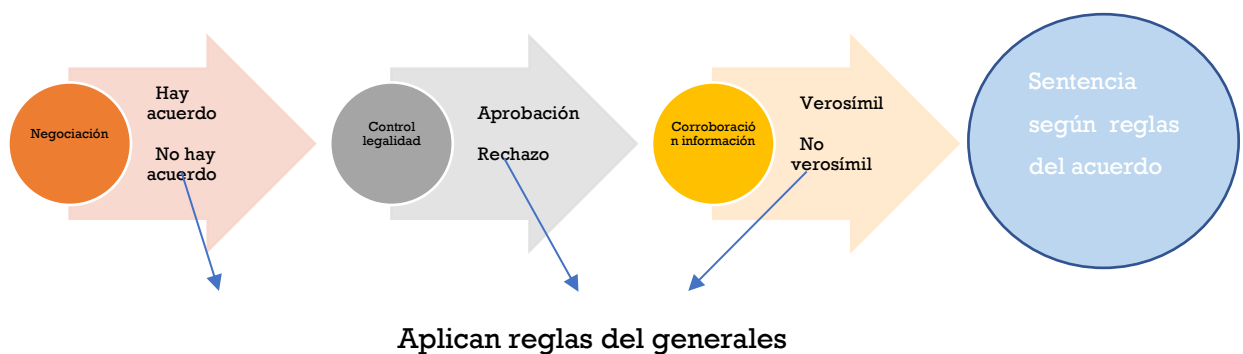 Negociación
Hay
acuerdo
No hay
acuerdo
Control
legalidad
Aprobación
Rechazo
Corroboració
n información
Verosímil
No
verosímil
Sentencia
según reglas
del acuerdo
Aplican reglas del generales